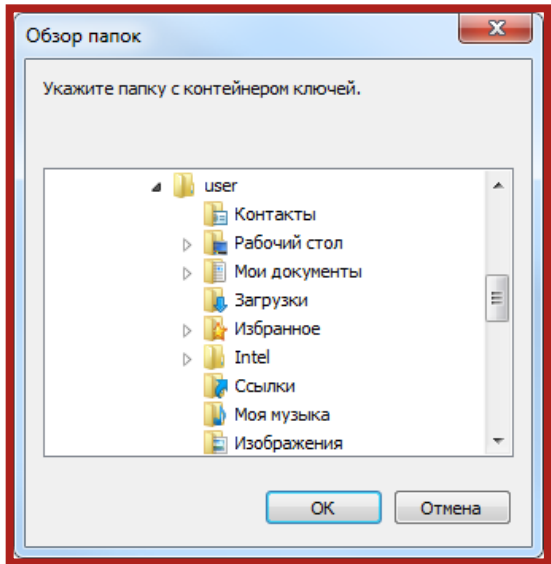 Обзор папок
Укажите папку с контейнером ключей.
user
Контакты
Рабочий стол
Мои документы
Загрузки
Избранное
Intel
Ссылки
Моя музыка
Изображения
ОК
Отмена